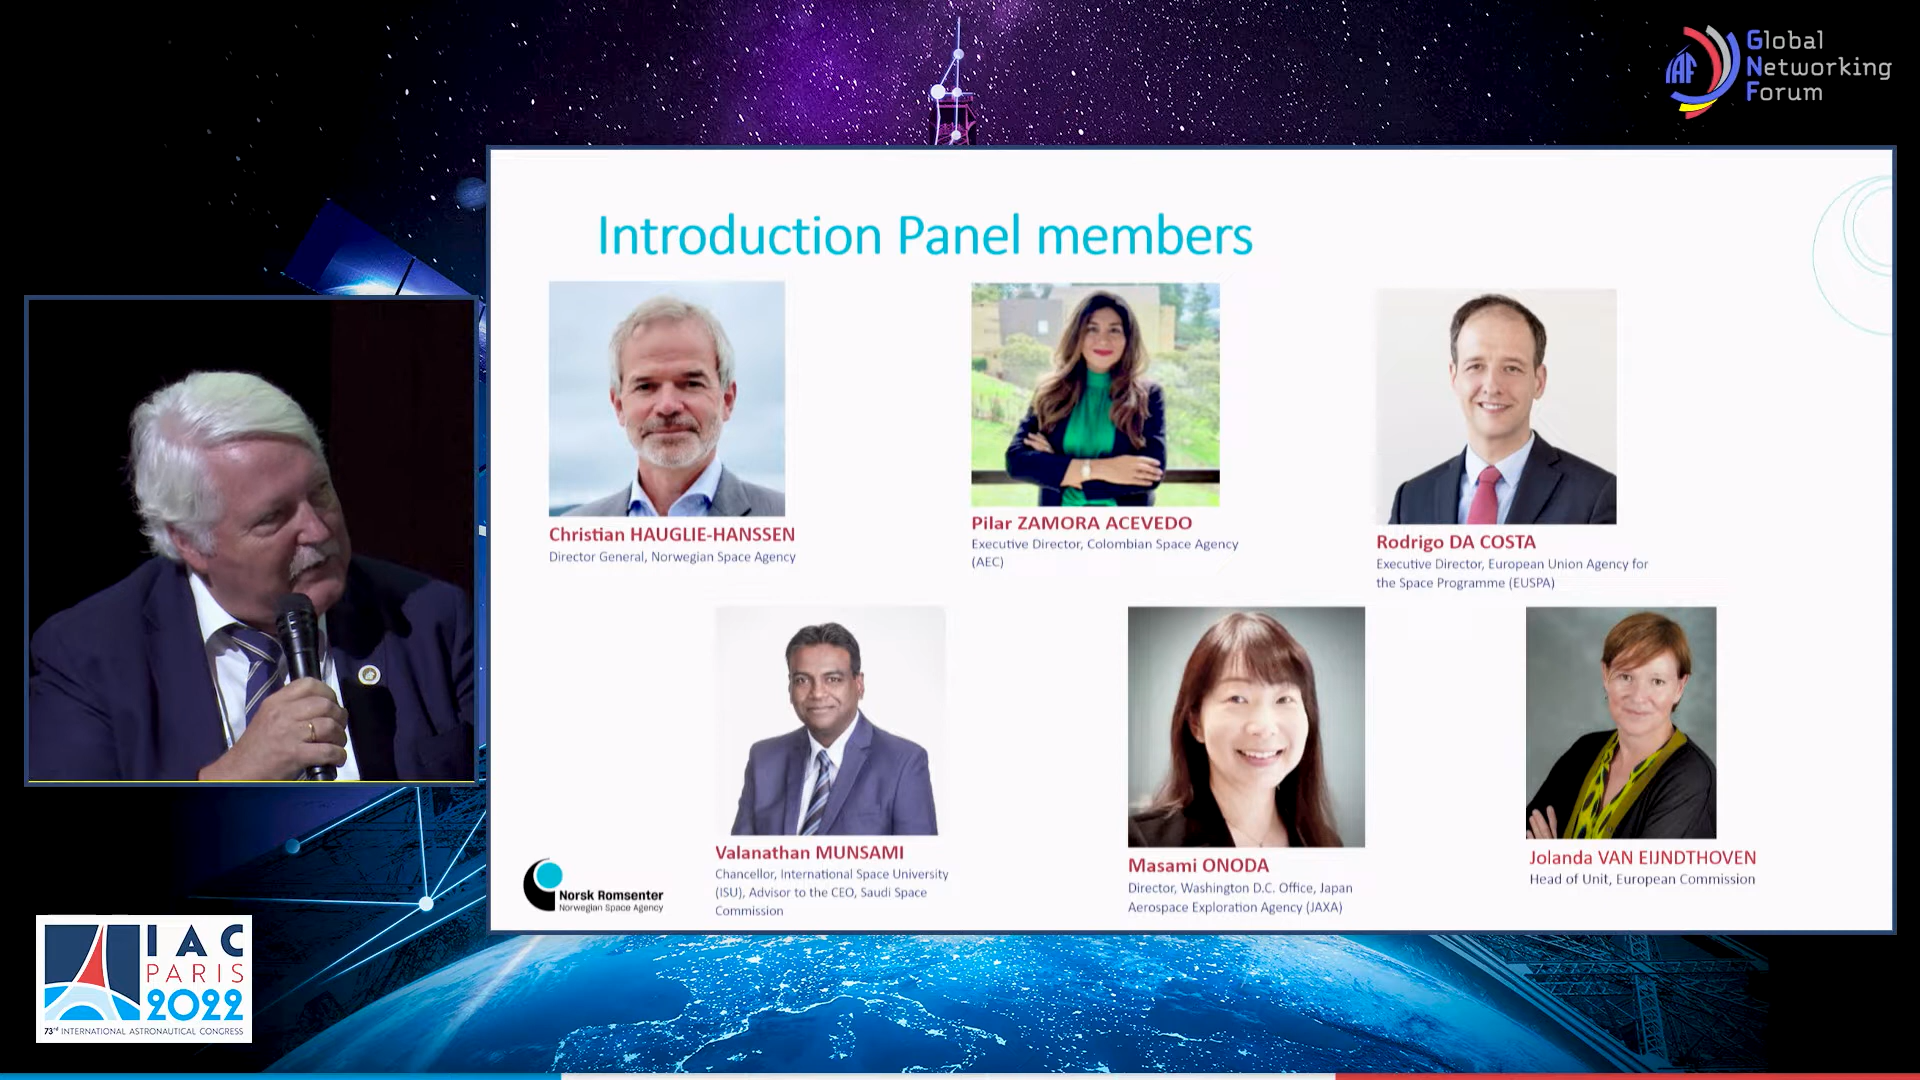 Global
Networking
Forum
IAF
Introduction Panel members
Christian HAUGLIE-HANSSEN
Director General, Norwegian Space Agency
Pilar ZAMORA ACEVEDO
Executive Director, Colombian Space Agency
(AEC)
Rodrigo DA COSTA
Executive Director, European Union Agency for
the Space Programme (EUSPA)
Valanathan MUNSAMI
Chancellor, International Space University
(ISU), Advisor to the CEO, Saudi Space
Commission
Masami ONODA
Director, Washington D.C. Office, Japan
Aerospace Exploration Agency (JAXA)
Jolanda VAN EIJNDTHOVEN
Head of Unit, European Commission
Norsk Romsenter
Norwegian Space Agency
IAC
PARIS
2022
73rd INTERNATIONAL ASTRONAUTICAL CONGRESS